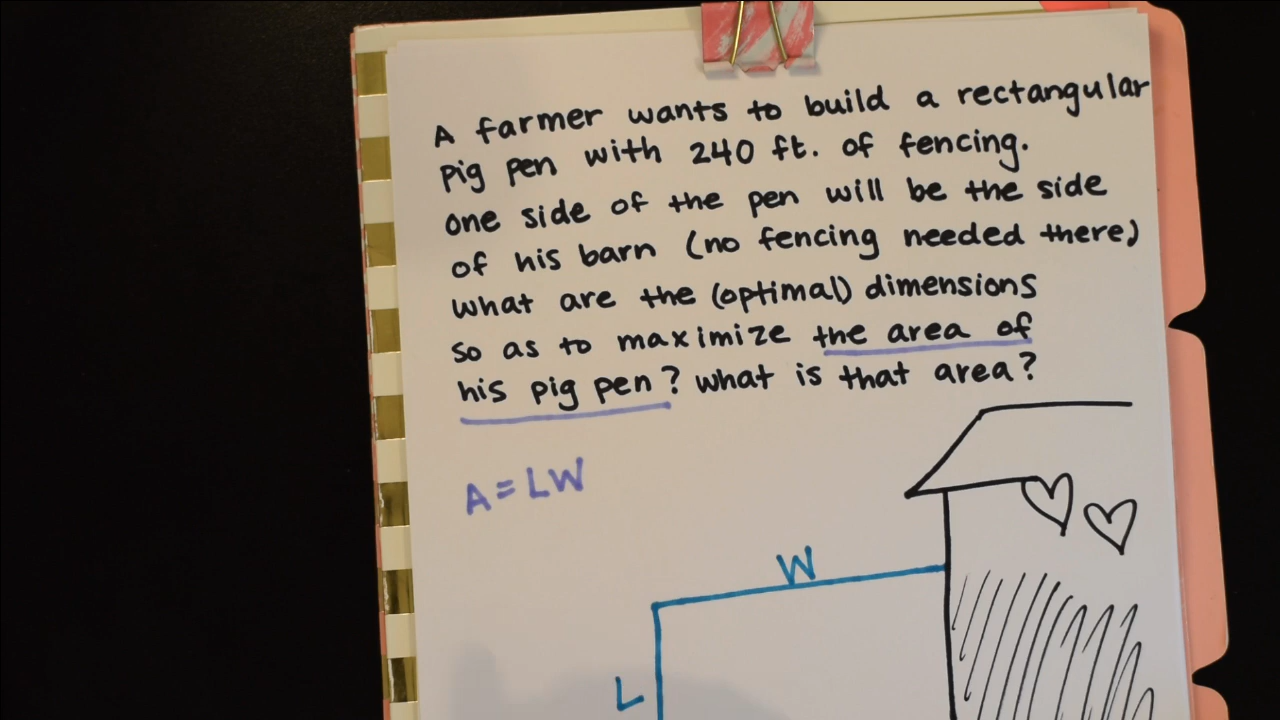 A farmer wants to build a rectangular
pig pen with 240 ft. of fencing.
one side of the pen will be the side
of his barn (no fencing needed there)
what are the (optimal) dimensions
so as to maximize the area of
his pig pen? what is that area?
A = LW
W
L